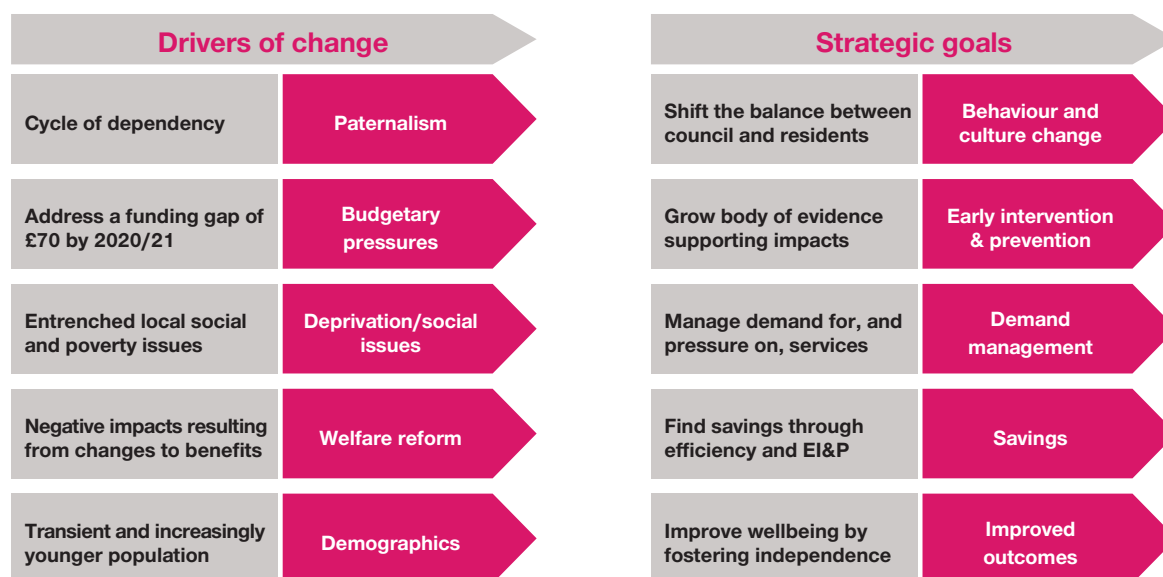 Drivers of change
Cycle of dependency
Paternalism
Address a funding gap of
£70 by 2020/21
Budgetary
pressures
Entrenched local social
and poverty issues
Deprivation/social
issues
Negative impacts resulting
from changes to benefits
Welfare reform
Transient and increasingly
younger population
Demographics
Strategic goals
Shift the balance between
council and residents
Behaviour and
culture change
Grow body of evidence
supporting impacts
Early intervention
& prevention
Manage demand for, and
pressure on, services
Demand
management
Find savings through
efficiency and EI&P
Savings
Improve wellbeing by
fostering independence
Improved
outcomes